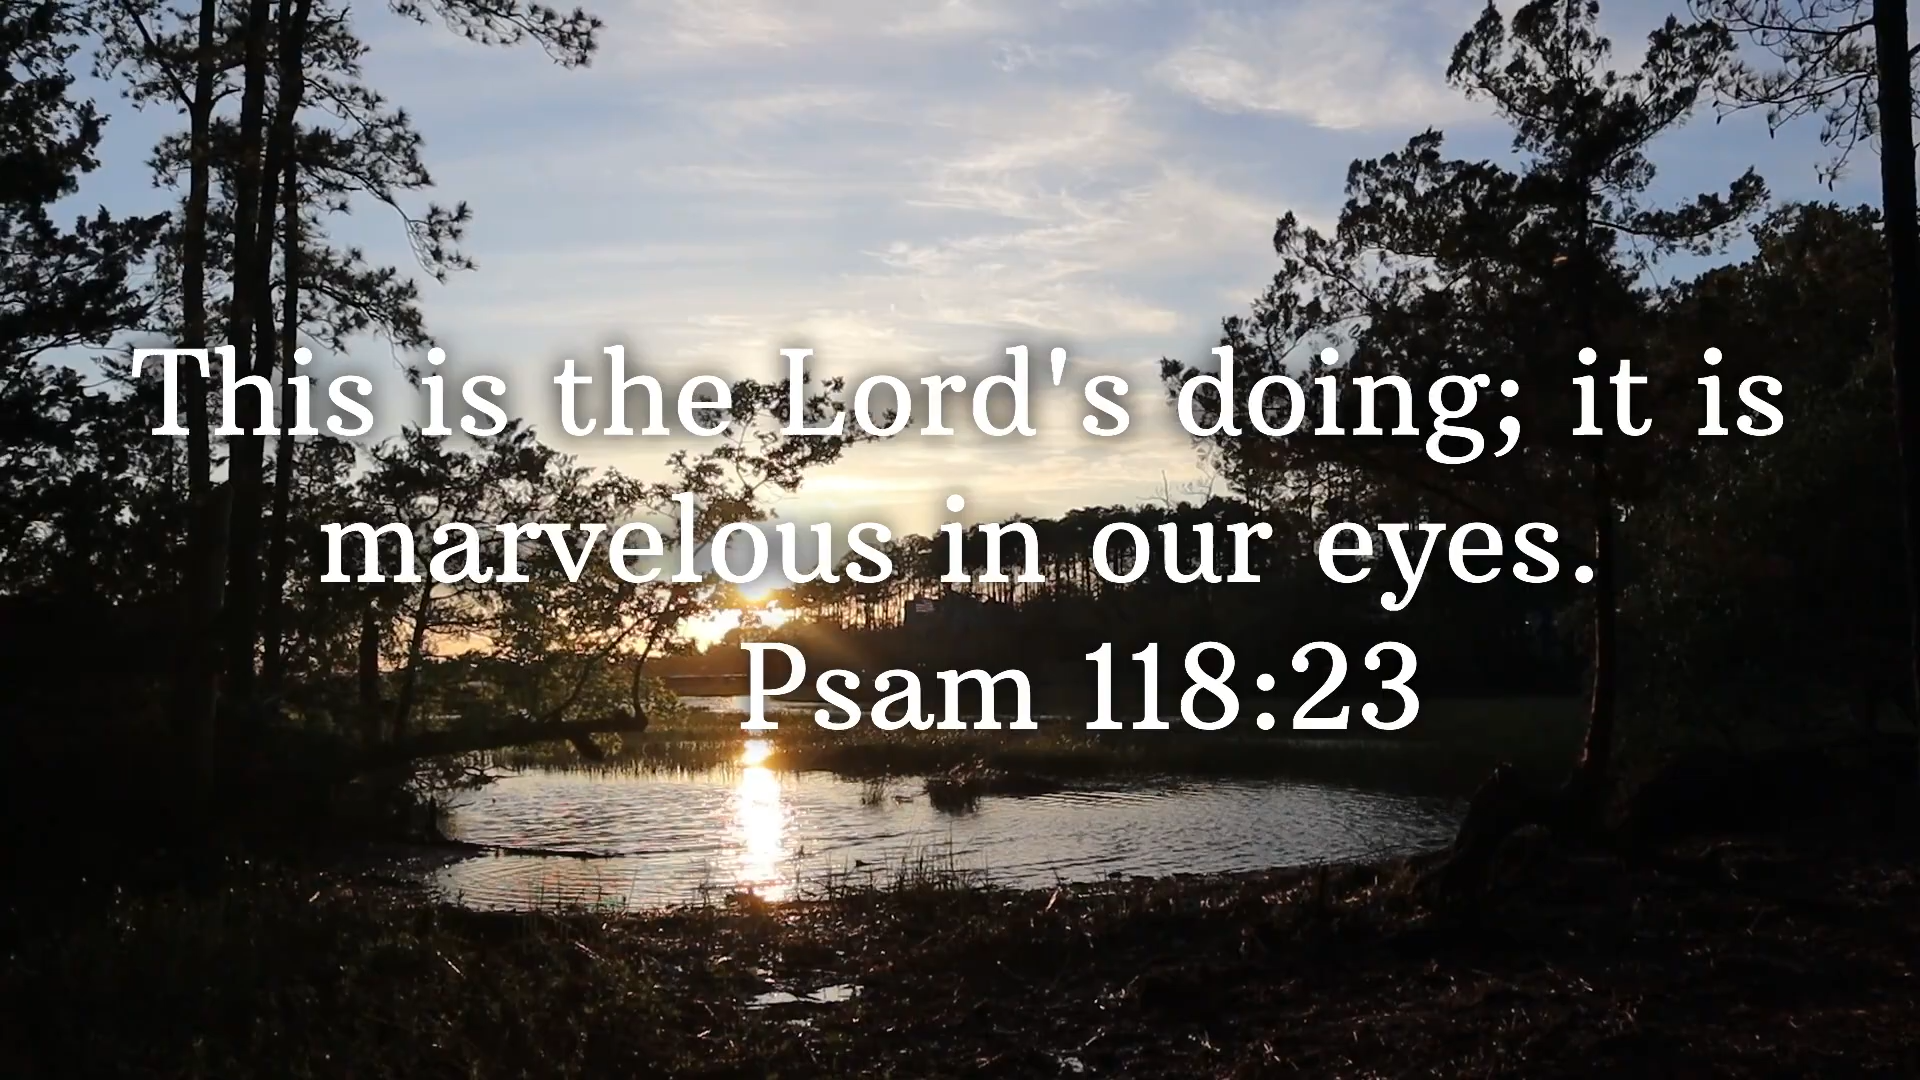 This is the Lord's doing; it is
marvelous in our eyes.
Psam 118:23